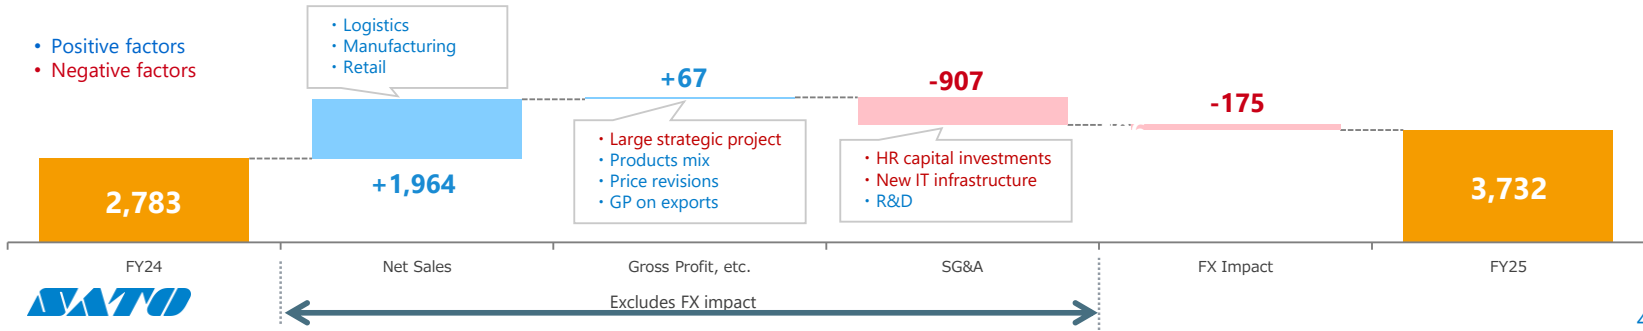 • Positive factors
• Negative factors
・Logistics
・Manufacturing
・Retail
+1,964
+67
・Large strategic project
・Products mix
・Price revisions
・GP on exports
-907
・HR capital investments
・New IT infrastructure
・R&D
-175
2,783
3,732
FY24
Net Sales
Gross Profit, etc.
SG&A
FX Impact
FY25
Excludes FX impact
SATO